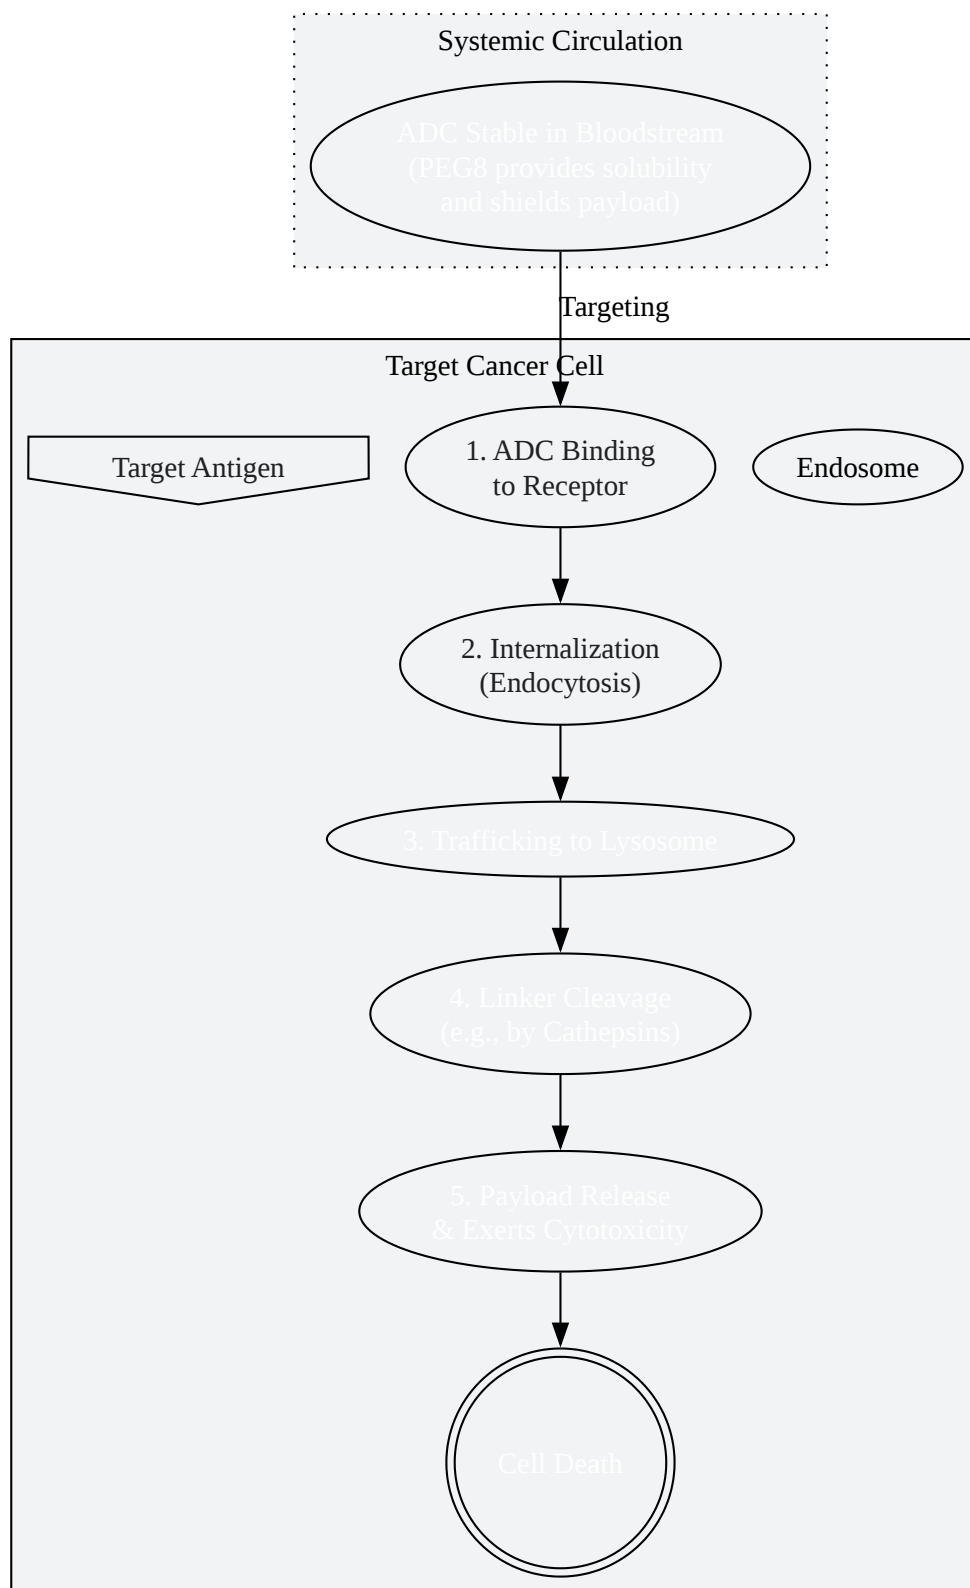 Systemic Circulation
ADC Stable in Bloodstream
(PEG8 provides solubility
and shields payload)
Targeting
Target Cancer Cell
Target Antigen
1. ADC Binding
to Receptor
Endosome
2. Internalization
(Endocytosis)
3. Trafficking to Lysosome
4. Linker Cleavage
(e.g., by Cathepsins)
5. Payload Release
& Exerts Cytotoxicity
Cell Death